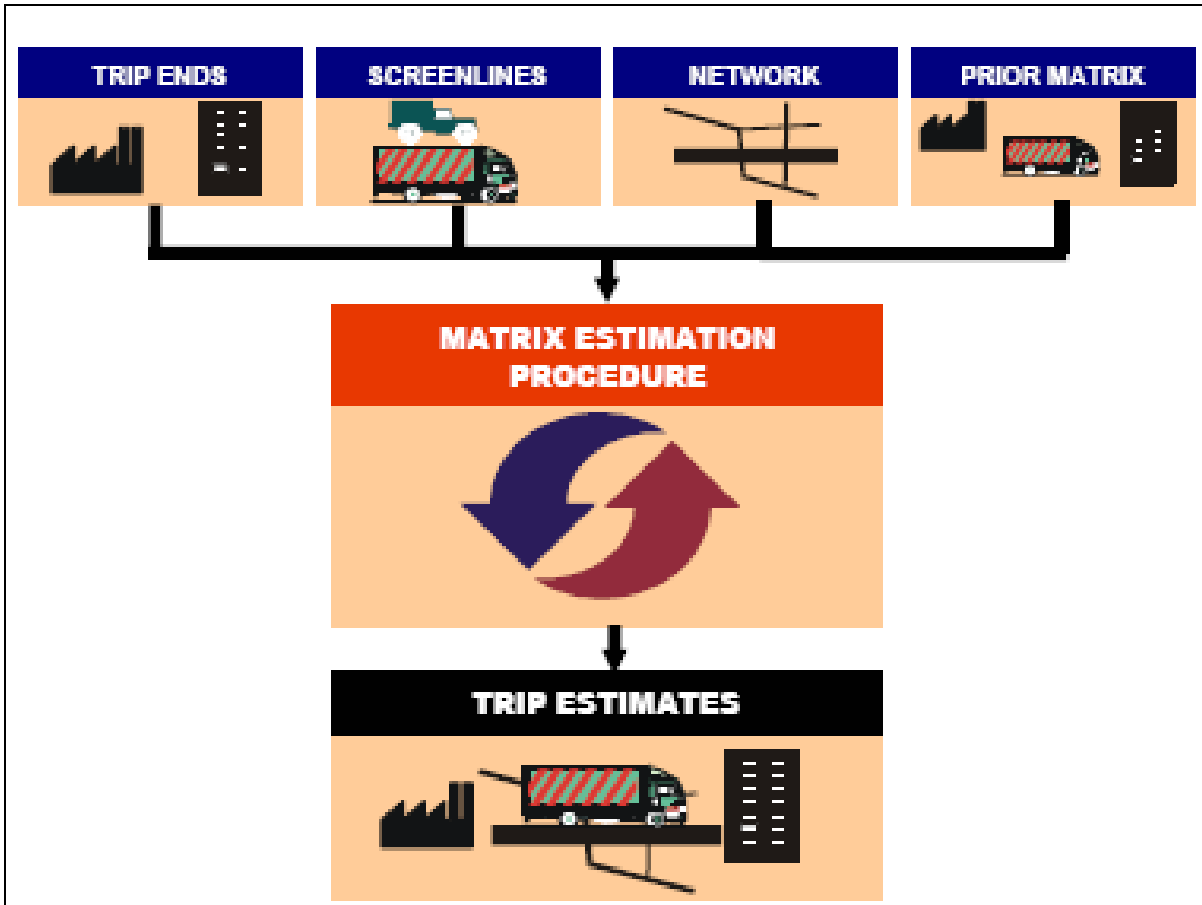 TRIP ENDS
SCREENLINES
NETWORK
PRIOR MATRIX
MATRIX ESTIMATION
PROCEDURE
TRIP ESTIMATES